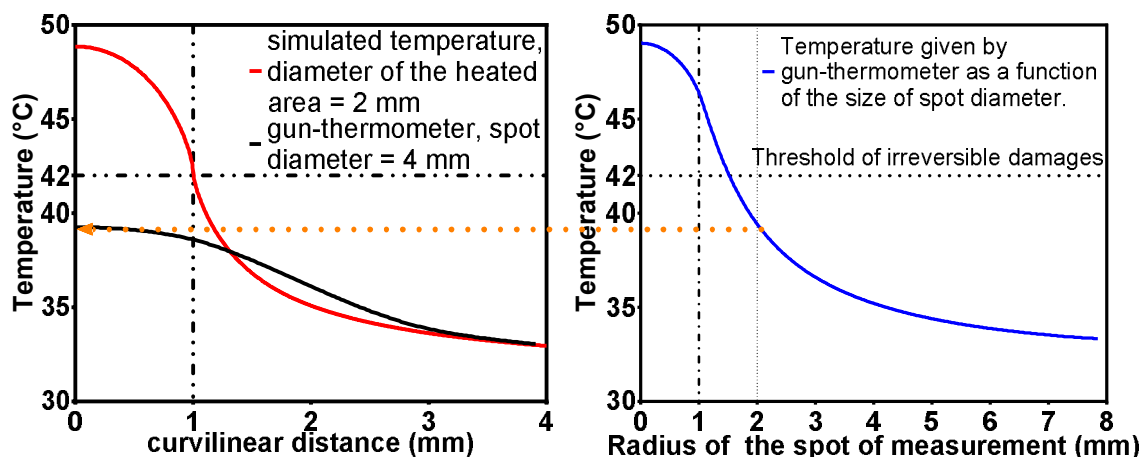 50
45
42
40
35
30
Temperature (°C)
simulated temperature,
diameter of the heated
area = 2 mm
gun-thermometer, spot
diameter = 4 mm
0 1 2 3 4
curvilinear distance (mm)
50
45
42
40
35
30
Temperature (°C)
Temperature given by
gun-thermometer as a function
of the size of spot diameter.
Threshold of irreversible damages
0 1 2 3 4 5 6 7 8
Radius of the spot of measurement (mm)